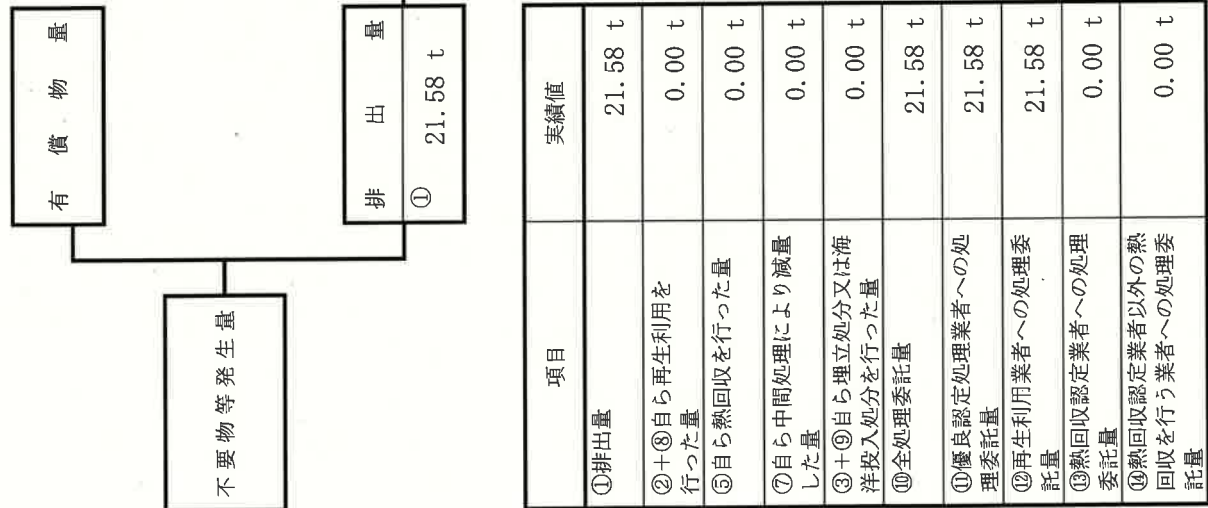 有償物量
不要物等発生量
排出量
① 21.58 t
項目 実績値
①排出量 21.58 t
②+⑧自ら再生利用を
行った量 0.00 t
⑤自ら熱回収を行った量 0.00 t
⑦自ら中間処理により減量
した量 0.00 t
③+⑨自ら埋立処分又は海
洋投入処分を行った量 0.00 t
⑩全処理委託量 21.58 t
⑪優良認定処理業者への処
理委託量 21.58 t
⑫再生利用業者への処理委
託量 21.58 t
⑬熱回収認定業者への処理
委託量 0.00 t
⑭熱回収認定業者以外の熱
回収を行う業者への処理委
託量 0.00 t